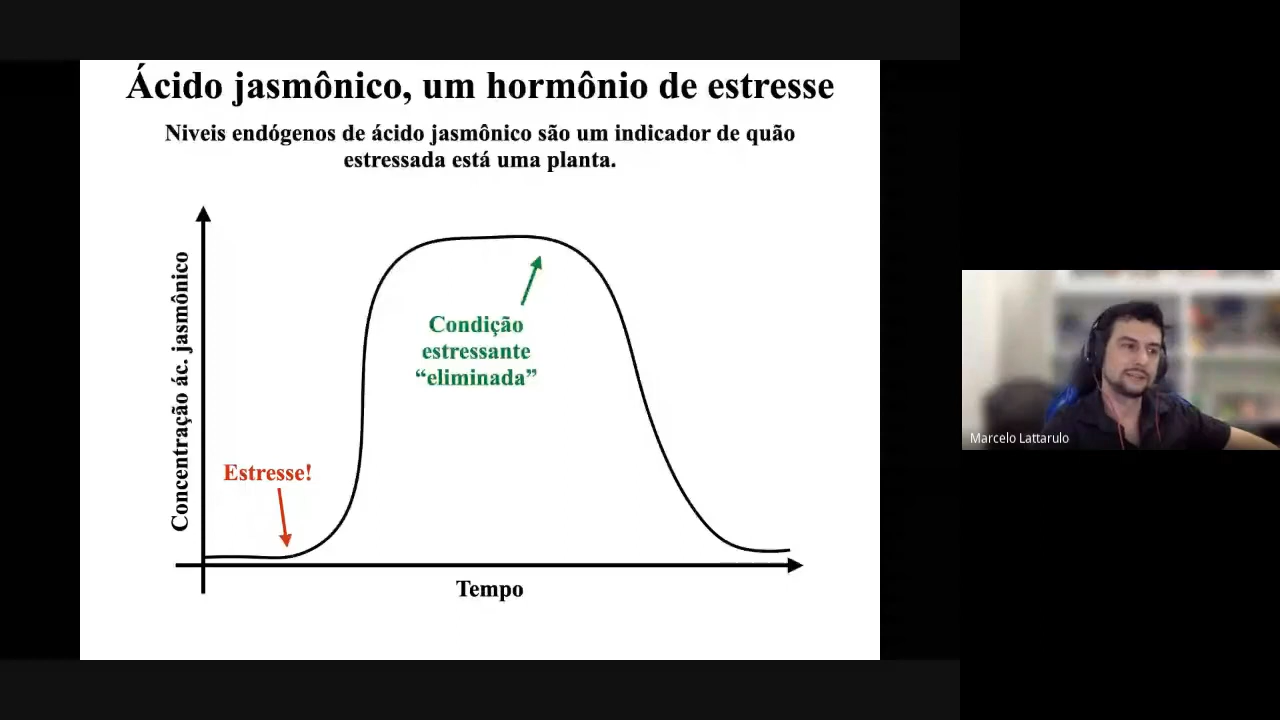 Ácido jasmônico, um hormônio de estresse
Niveis endógenos de ácido jasmônico são um indicador de quão
estressada está uma planta.
Concentração ác. jasmônico
Condição
estressante
“eliminada”
Estresse!
Tempo
Marcelo Lattarulo